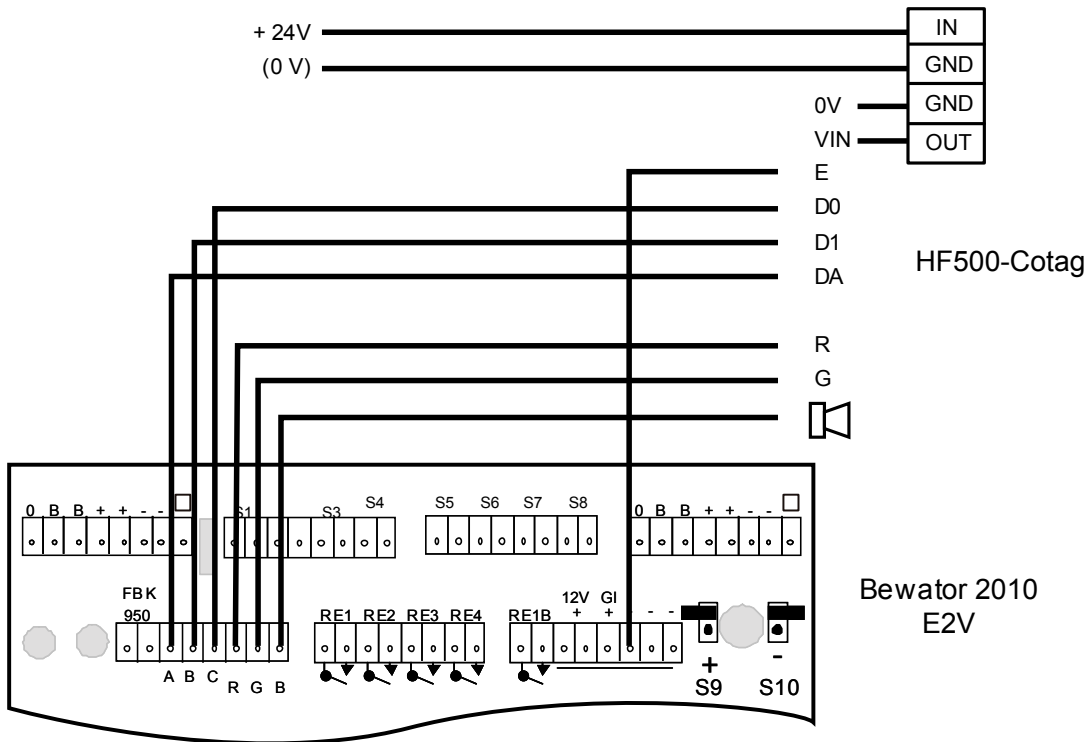 + 24V IN
(0 V) GND
0V GND
VIN OUT
E
D0
D1
DA
HF500-Cotag
R
G
0 B B + + - -
S1 S3 S4
S5 S6 S7 S8
0 B B + + - -
Bewator 2010
E2V
FBK
950
RE1 RE2 RE3 RE4
RE1B
12V GI
+ + - - -
A B C R G B
+ -
S9 S10